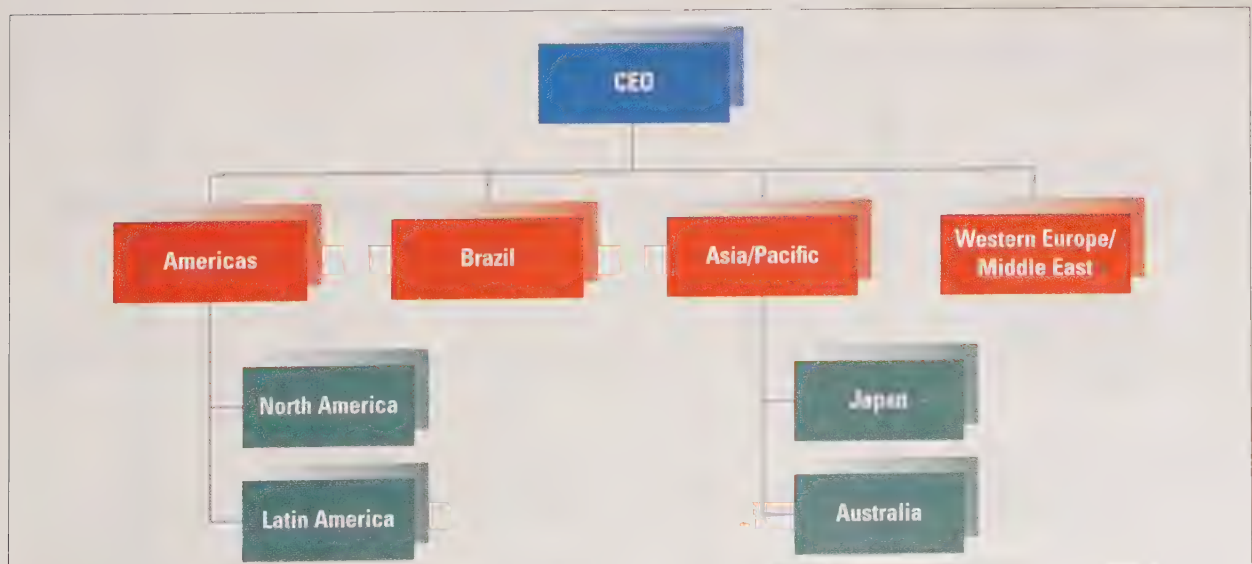 CEO
Americas
Brazil
Asia/Pacific
Western Europe/
Middle East
North America
Japan
Latin America
Australia